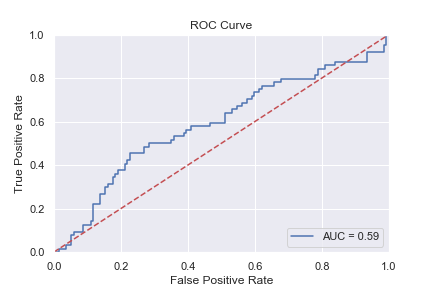 ROC Curve
1.0
0.8
0.6
0.4
0.2
0.0
True Positive Rate
AUC = 0.59
0.0 0.2 0.4 0.6 0.8 1.0
False Positive Rate